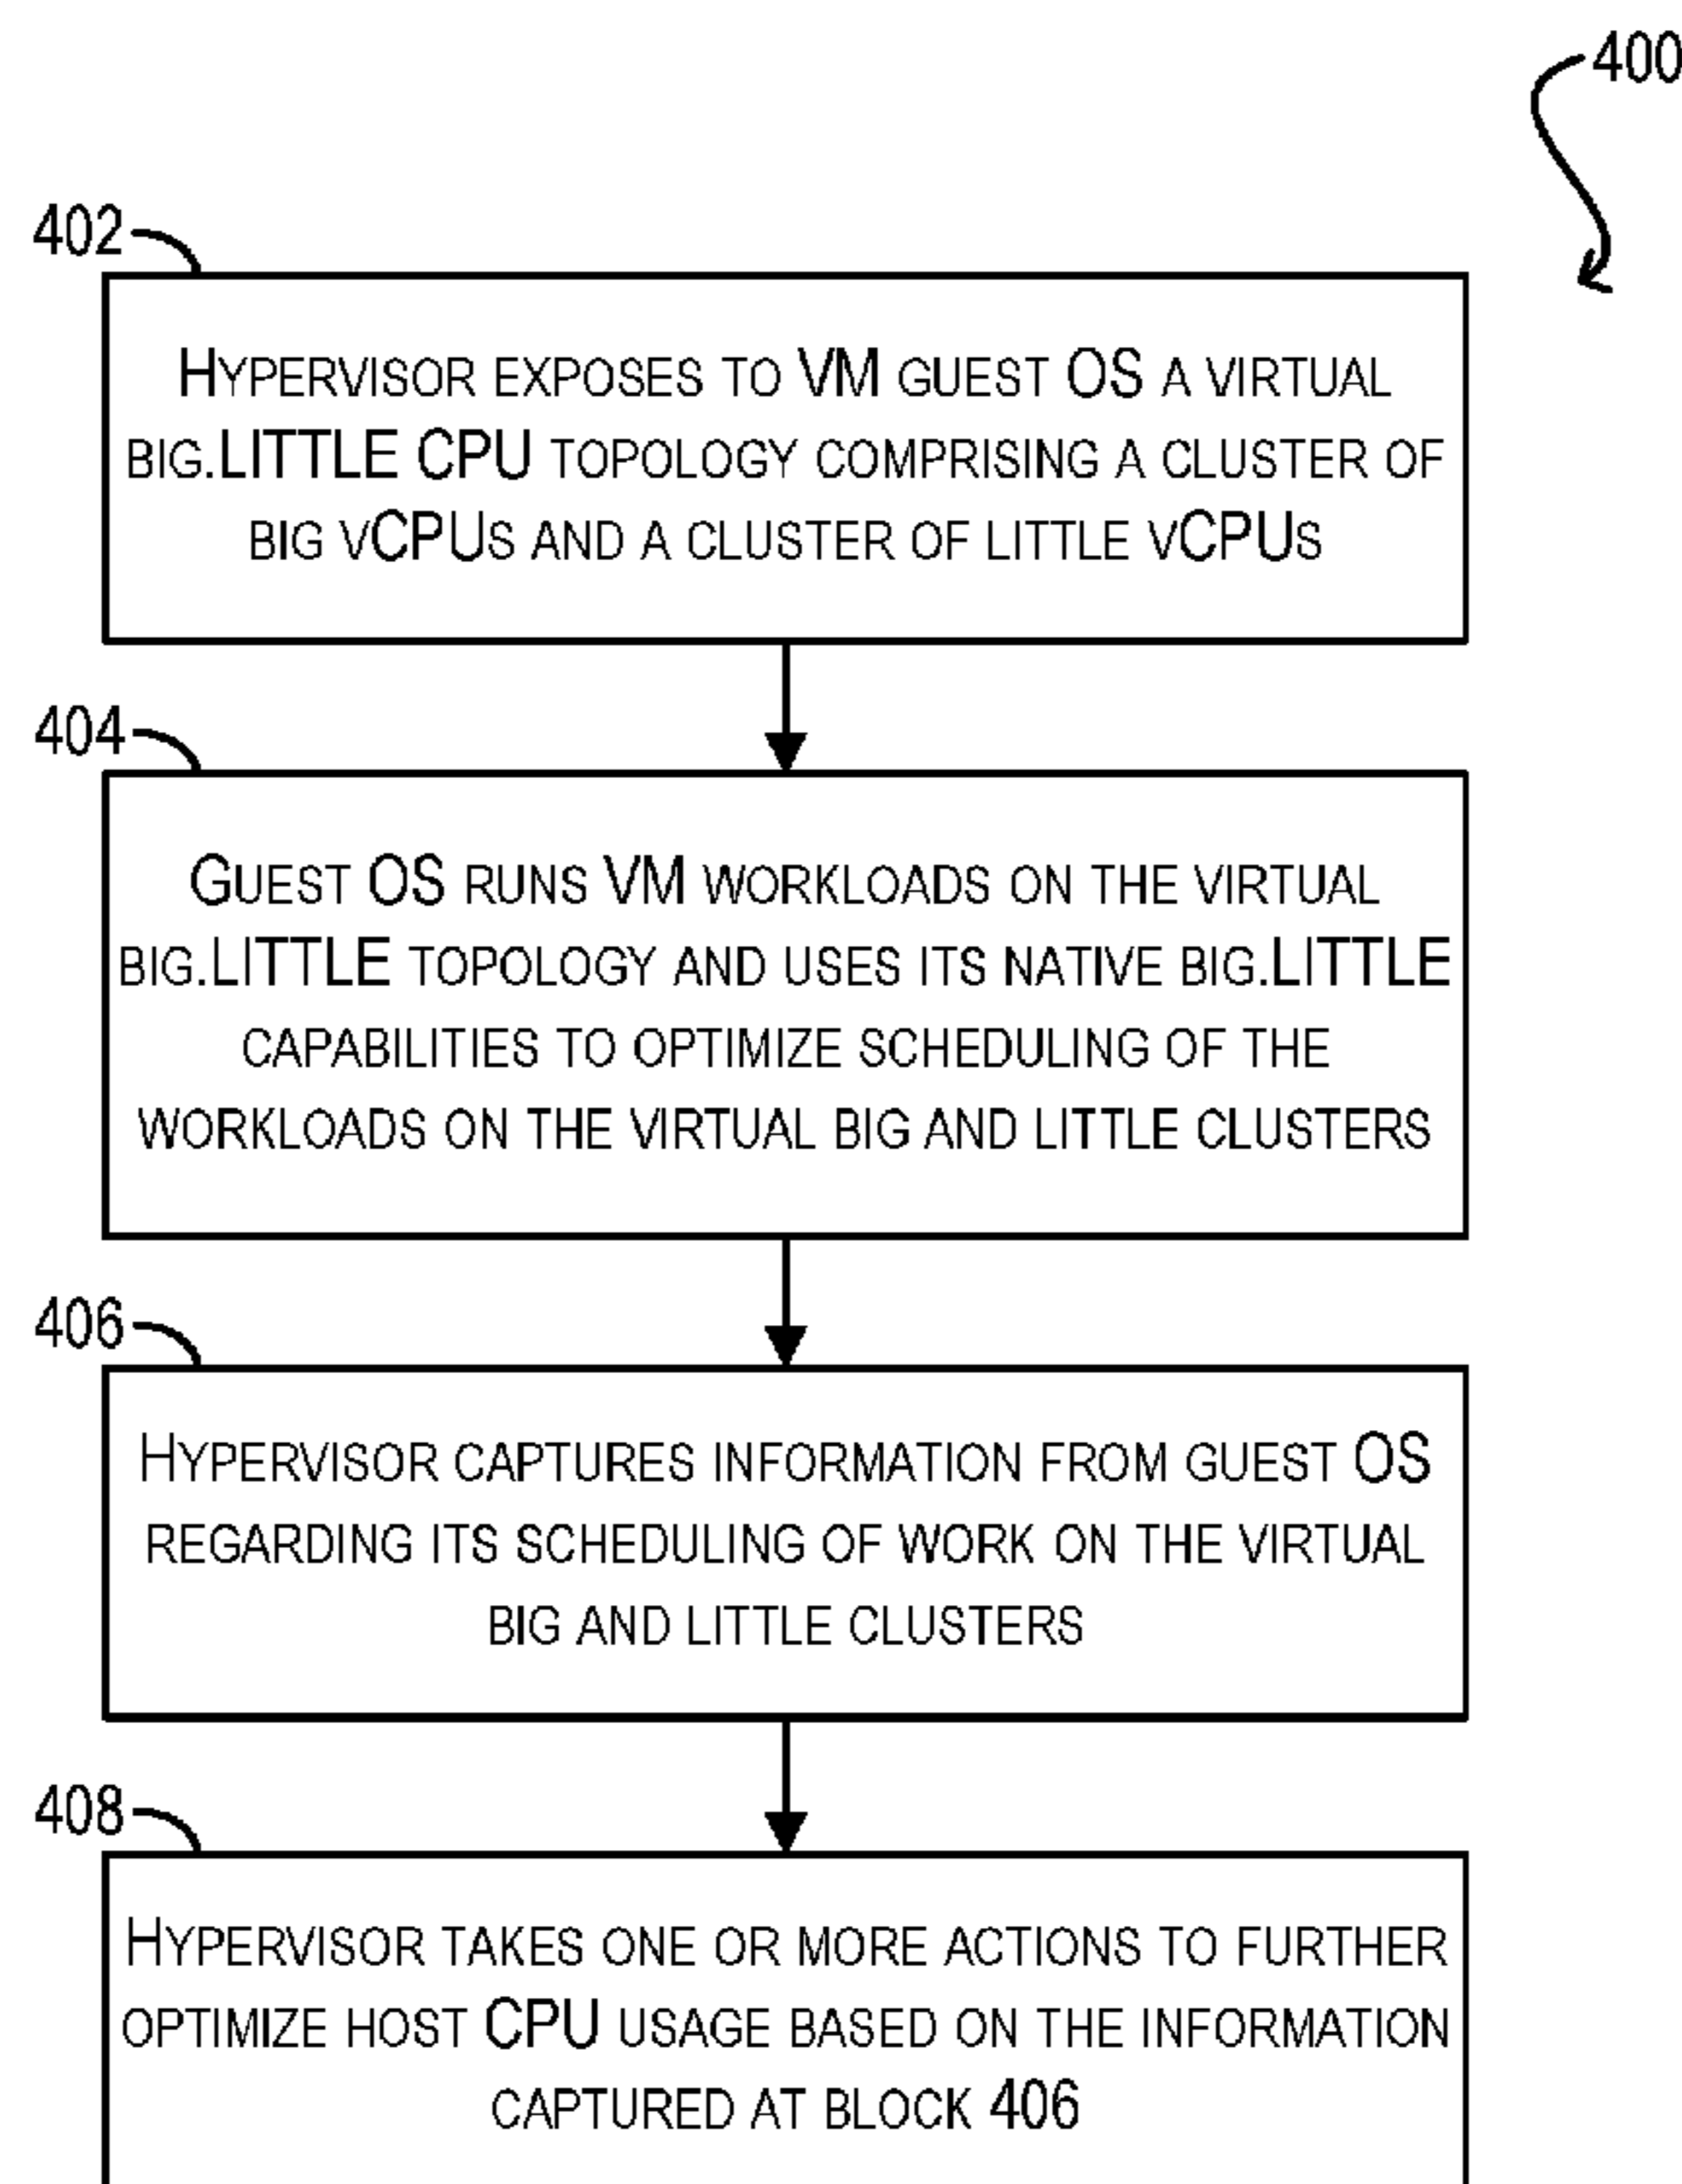 400
402
Hypervisor exposes to VM guest OS a virtual
big.LITTLE CPU topology comprising a cluster of
big vCPUs and a cluster of little vCPUs
404
Guest OS runs VM workloads on the virtual
big.LITTLE topology and uses its native big.LITTLE
capabilities to optimize scheduling of the
workloads on the virtual big and little clusters
406
Hypervisor captures information from guest OS
regarding its scheduling of work on the virtual
big and little clusters
408
Hypervisor takes one or more actions to further
optimize host CPU usage based on the information
captured at block 406